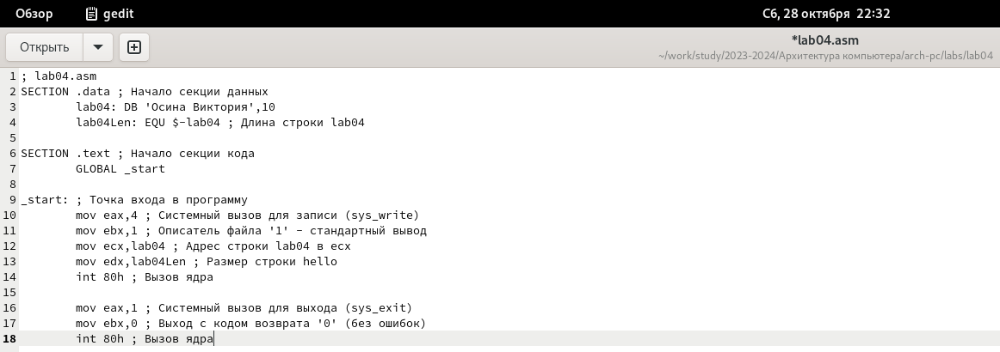 Обзор gedit Сб, 28 октября 22:32
Открыть *lab04.asm
~/work/study/2023-2024/Архитектура компьютера/arch-pc/labs/lab04
1 ; lab04.asm
2 SECTION .data ; Начало секции данных
3 lab04: DB 'Осина Виктория',10
4 lab04Len: EQU $-lab04 ; Длина строки lab04
5
6 SECTION .text ; Начало секции кода
7 GLOBAL _start
8
9 _start: ; Точка входа в программу
10 mov eax,4 ; Системный вызов для записи (sys_write)
11 mov ebx,1 ; Описатель файла '1' - стандартный вывод
12 mov ecx,lab04 ; Адрес строки lab04 в ecx
13 mov edx,lab04Len ; Размер строки hello
14 int 80h ; Вызов ядра
15
16 mov eax,1 ; Системный вызов для выхода (sys_exit)
17 mov ebx,0 ; Выход с кодом возврата '0' (без ошибок)
18 int 80h ; Вызов ядра